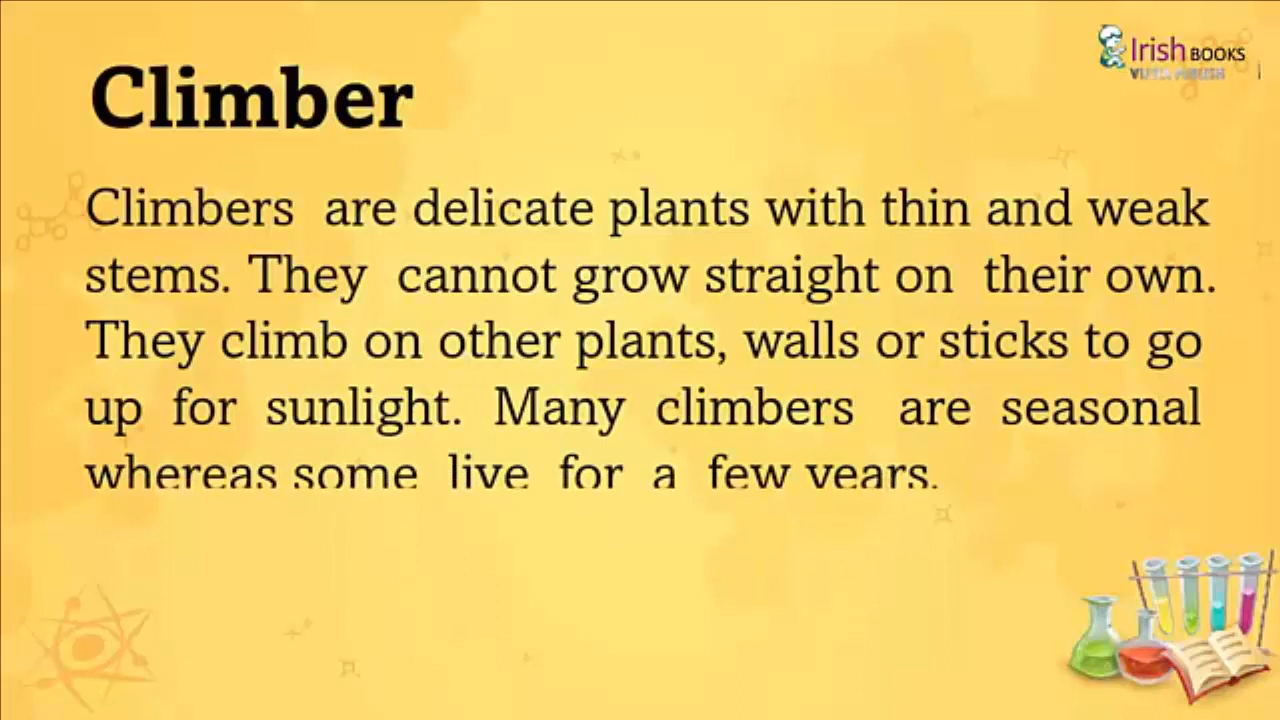 Irish BOOKS
Climber
Climbers are delicate plants with thin and weak
stems. They cannot grow straight on their own.
They climb on other plants, walls or sticks to go
up for sunlight. Many climbers are seasonal
whereas some live for a few years.